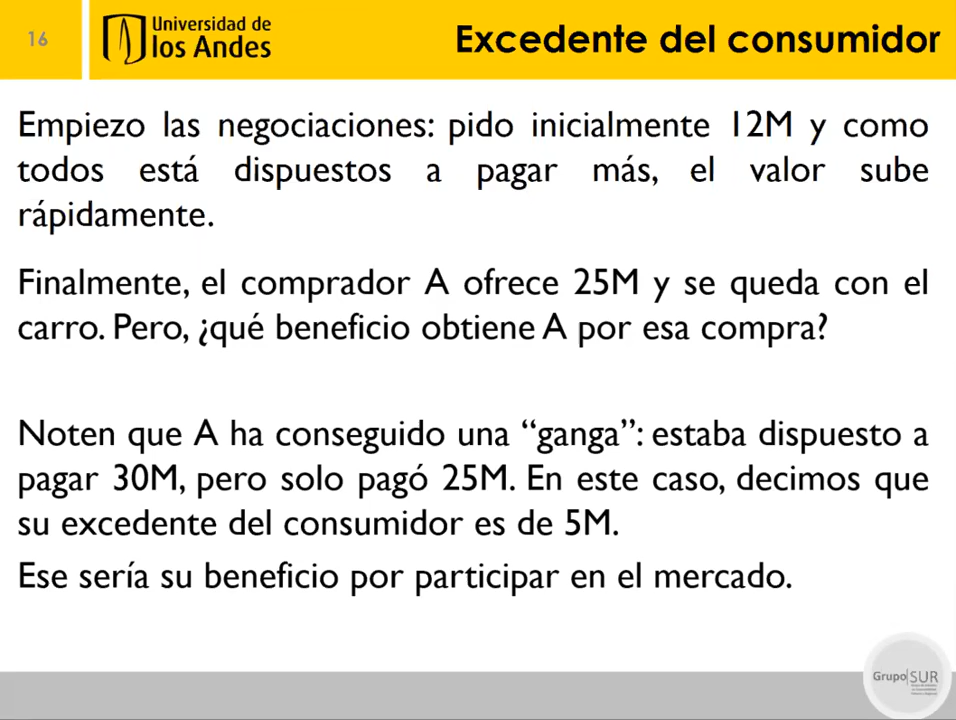 16
Universidad de
los Andes
Excedente del consumidor
Empiezo las negociaciones: pido inicialmente 12M y como
todos está dispuestos a pagar más, el valor sube
rápidamente.
Finalmente, el comprador A ofrece 25M y se queda con el
carro. Pero, ¿qué beneficio obtiene A por esa compra?
Noten que A ha conseguido una “ganga”: estaba dispuesto a
pagar 30M, pero solo pagó 25M. En este caso, decimos que
su excedente del consumidor es de 5M.
Ese sería su beneficio por participar en el mercado.
Grupo|SUR